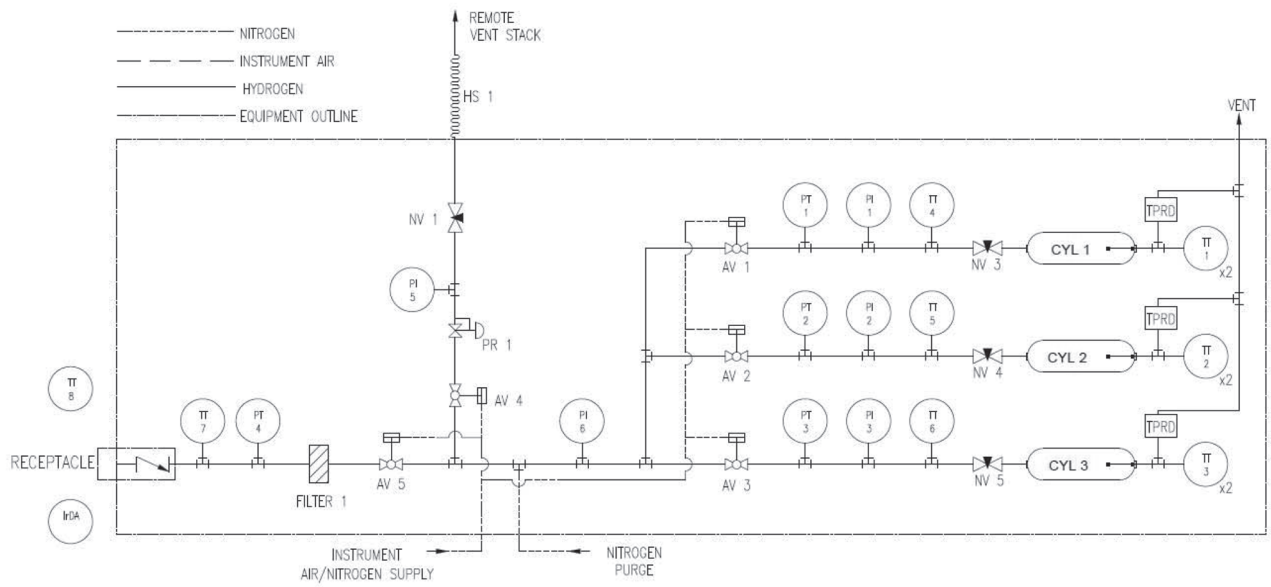 NITROGEN
INSTRUMENT AIR
HYDROGEN
EQUIPMENT OUTLINE
REMOTE
VENT STACK
HS 1
VENT
NV 1
PI
5
PR 1
AV 4
PT
1
PI
1
TT
4
AV 1
NV 3
CYL 1
TPRD
TT
1
x2
PT
2
PI
2
TT
5
AV 2
NV 4
CYL 2
TPRD
TT
2
x2
TT
8
TT
7
PT
4
PI
6
PT
3
PI
3
TT
6
AV 3
NV 5
CYL 3
TPRD
TT
3
x2
RECEPTACLE
FILTER 1
AV 5
IrDA
INSTRUMENT
AIR/NITROGEN SUPPLY
NITROGEN
PURGE